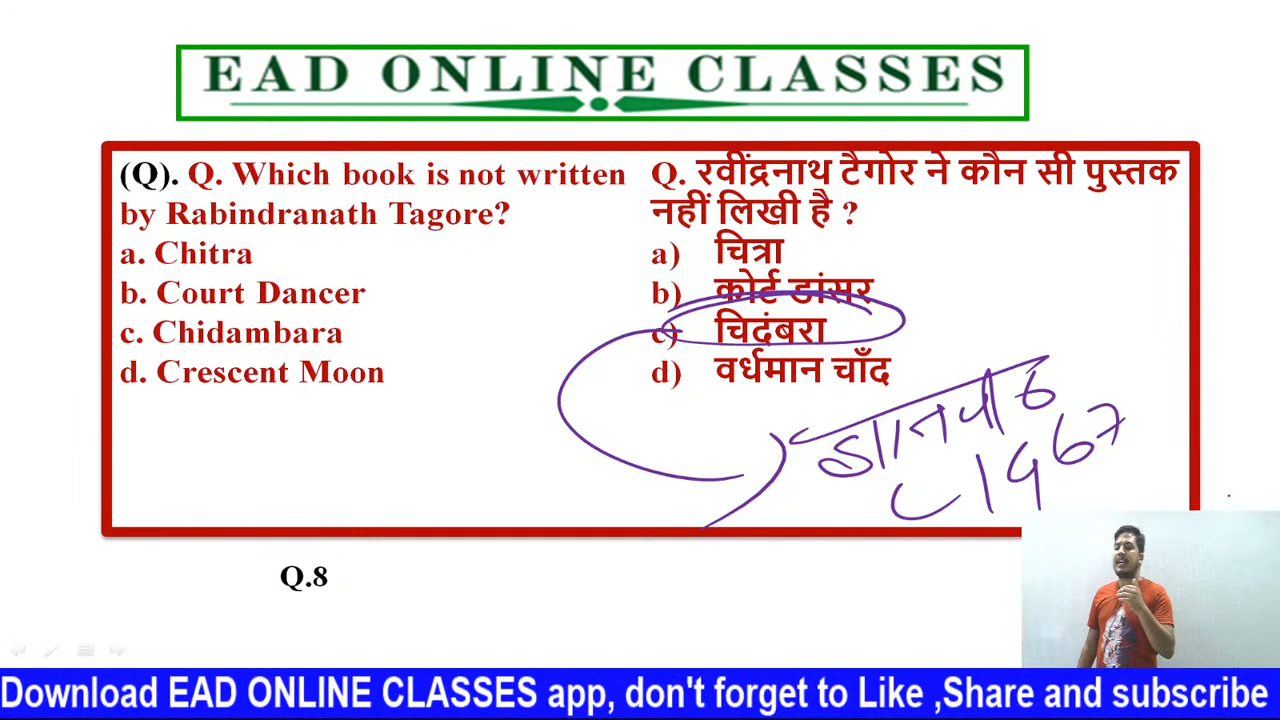 EAD ONLINE CLASSES
(Q). Q. Which book is not written
by Rabindranath Tagore?
a. Chitra
b. Court Dancer
c. Chidambara
d. Crescent Moon
Q. रवींद्रनाथ टैगोर ने कौन सी पुस्तक
नहीं लिखी है ?
a) चित्रा
b) कोर्ट डांसर
c) चिदंबरा
d) वर्धमान चाँद
ज्ञानपीठ
1967
Q.8
Download EAD ONLINE CLASSES app, don't forget to Like ,Share and subscribe